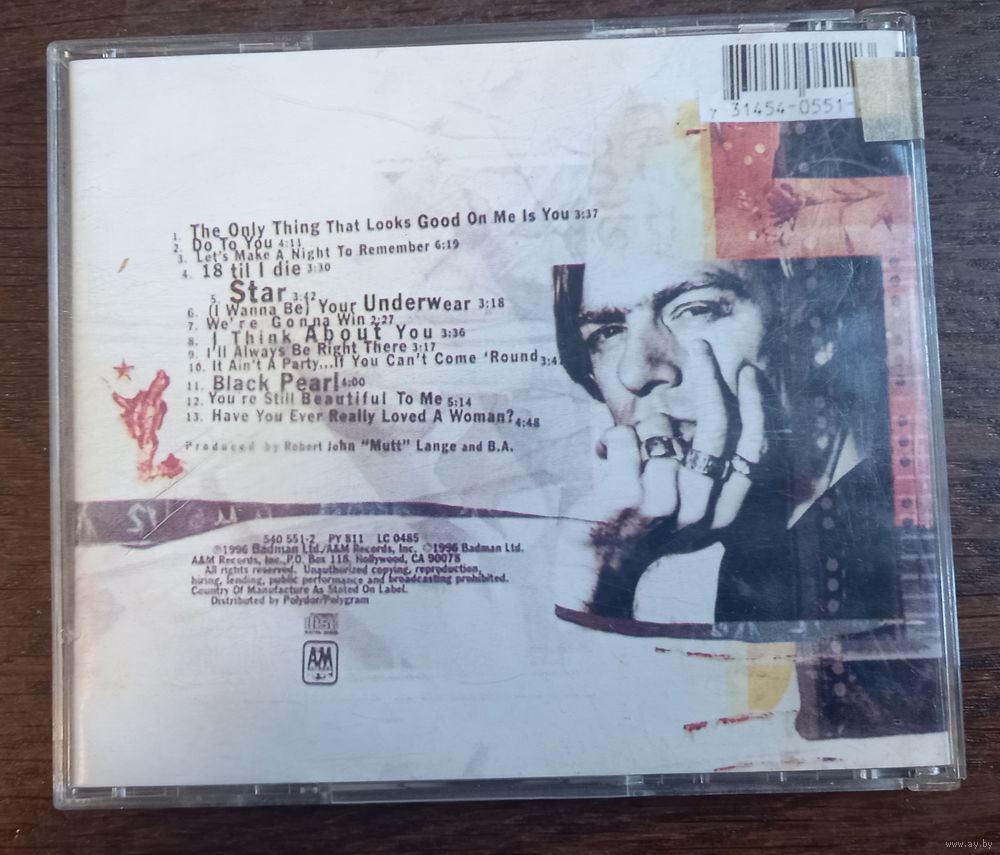 7 31454-0551-
1. The Only Thing That Looks Good On Me Is You 3:37
2. Do To You 4:11
3. Let's Make A Night To Remember 6:19
4. 18 til I die 3:30
5. Star 3:42
6. (I Wanna Be) Your Underwear 3:18
7. We're Gonna Win 2:27
8. I Think About You 3:36
9. I'll Always Be Right There 3:17
10. It Ain't A Party...If You Can't Come 'Round 3:4
11. Black Pearl 4:00
12. You're Still Beautiful To Me 5:14
13. Have You Ever Really Loved A Woman? 4:48
Produced by Robert John "Mutt" Lange and B.A.
540 551-2 PY 811 LC 0485
℗1996 Badman Ltd./A&M Records, Inc. ©1996 Badman Ltd.
A&M Records, Inc., P.O. Box 118, Hollywood, CA 90078
All rights reserved. Unauthorized copying, reproduction,
hiring, lending, public performance and broadcasting prohibited.
Country Of Manufacture As Stated On Label.
Distributed by Polydor/Polygram
disc
A&M
www.ay.by